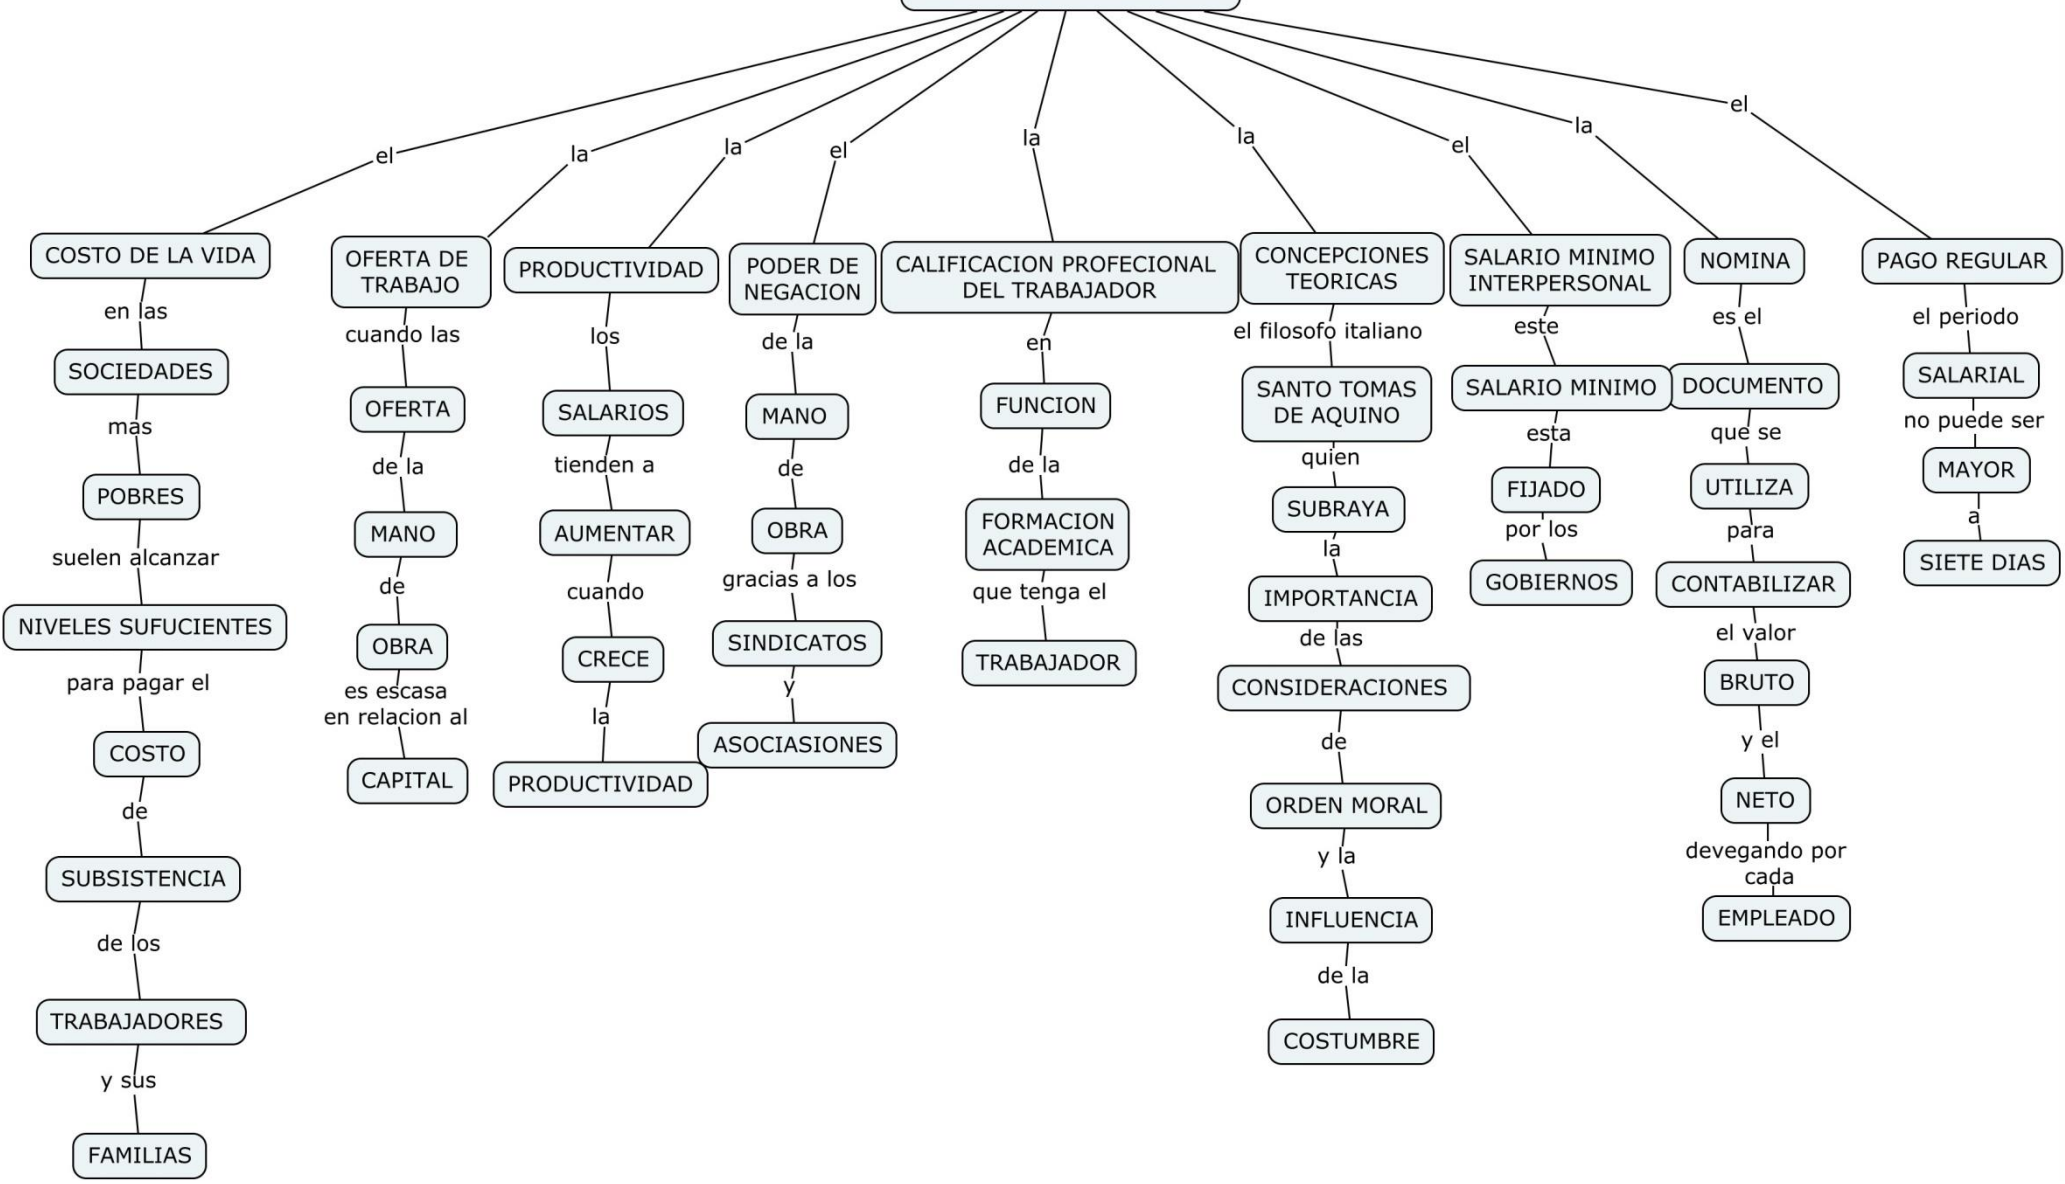 el
la
la
el
la
la
el
la
el
COSTO DE LA VIDA
en las
SOCIEDADES
mas
POBRES
suelen alcanzar
NIVELES SUFUCIENTES
para pagar el
COSTO
de
SUBSISTENCIA
de los
TRABAJADORES
y sus
FAMILIAS
OFERTA DE
TRABAJO
cuando las
OFERTA
de la
MANO
de
OBRA
es escasa
en relacion al
CAPITAL
PRODUCTIVIDAD
los
SALARIOS
tienden a
AUMENTAR
cuando
CRECE
la
PRODUCTIVIDAD
PODER DE
NEGACION
de la
MANO
de
OBRA
gracias a los
SINDICATOS
y
ASOCIASIONES
CALIFICACION PROFECIONAL
DEL TRABAJADOR
en
FUNCION
de la
FORMACION
ACADEMICA
que tenga el
TRABAJADOR
CONCEPCIONES
TEORICAS
el filosofo italiano
SANTO TOMAS
DE AQUINO
quien
SUBRAYA
la
IMPORTANCIA
de las
CONSIDERACIONES
de
ORDEN MORAL
y la
INFLUENCIA
de la
COSTUMBRE
SALARIO MINIMO
INTERPERSONAL
este
SALARIO MINIMO
esta
FIJADO
por los
GOBIERNOS
NOMINA
es el
DOCUMENTO
que se
UTILIZA
para
CONTABILIZAR
el valor
BRUTO
y el
NETO
devegando por
cada
EMPLEADO
PAGO REGULAR
el periodo
SALARIAL
no puede ser
MAYOR
a
SIETE DIAS